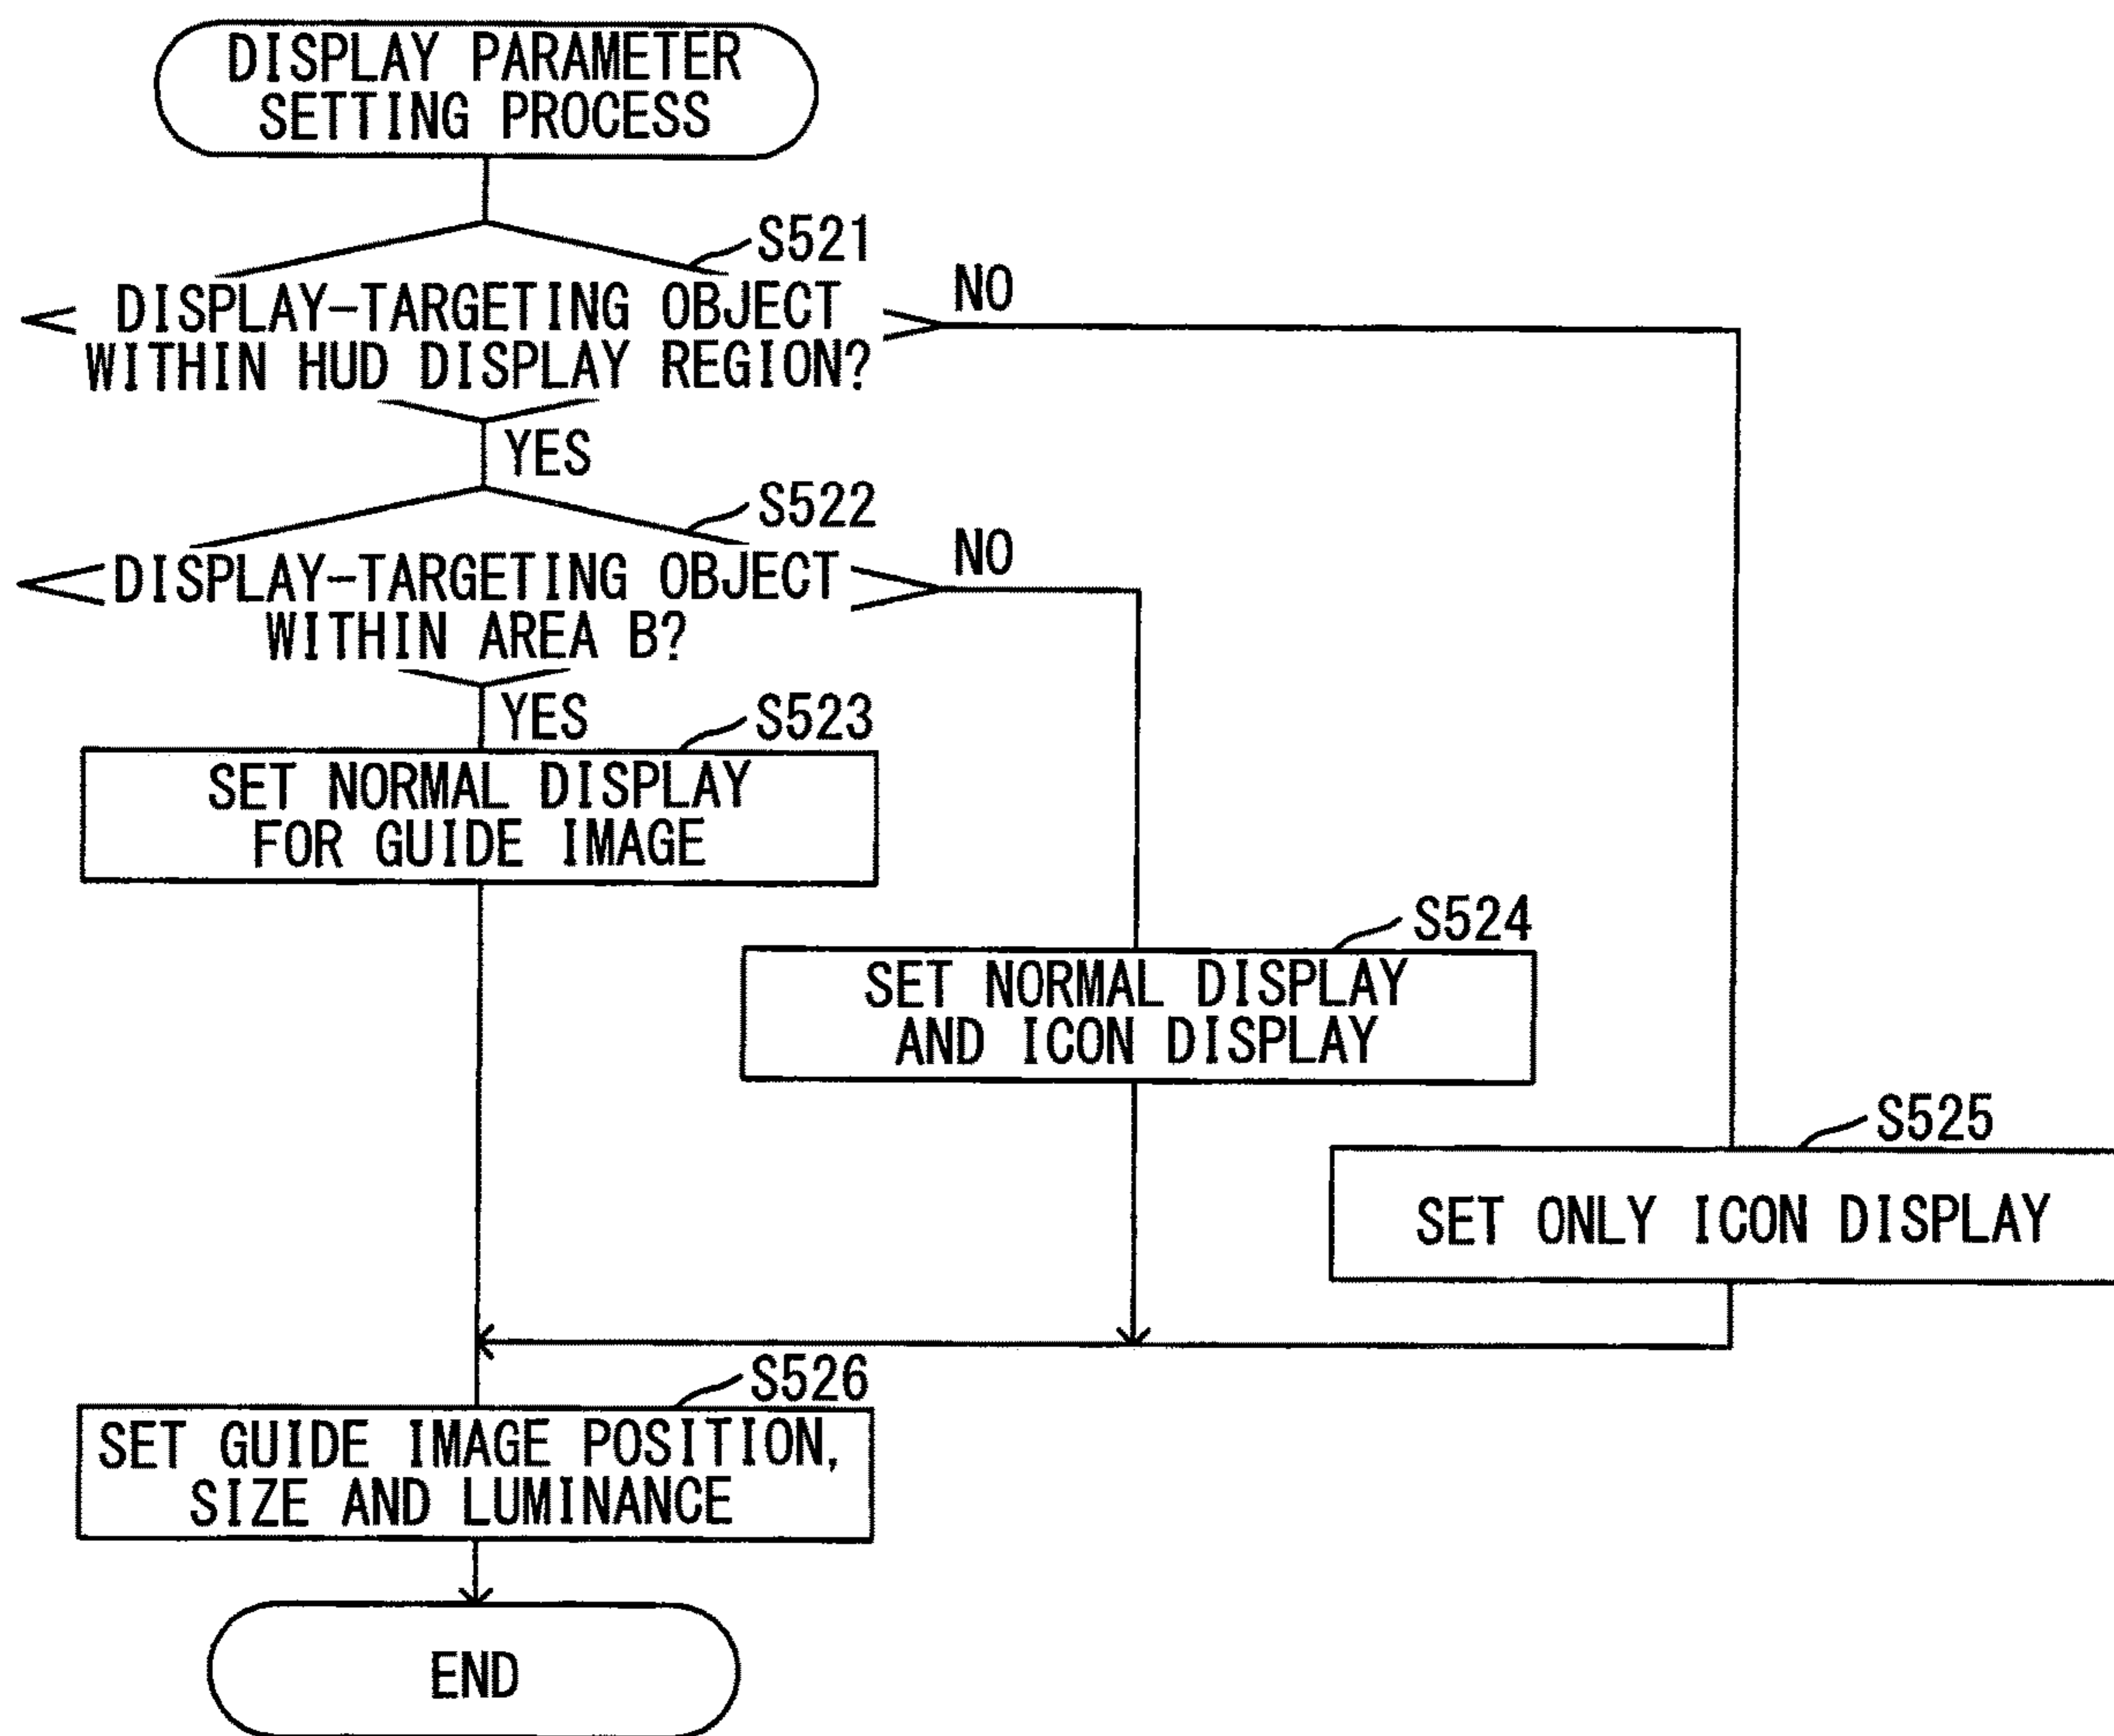 DISPLAY PARAMETER
SETTING PROCESS
S521
DISPLAY-TARGETING OBJECT
WITHIN HUD DISPLAY REGION?
NO
YES
S522
DISPLAY-TARGETING OBJECT
WITHIN AREA B?
NO
YES
S523
SET NORMAL DISPLAY
FOR GUIDE IMAGE
S524
SET NORMAL DISPLAY
AND ICON DISPLAY
S525
SET ONLY ICON DISPLAY
S526
SET GUIDE IMAGE POSITION,
SIZE AND LUMINANCE
END